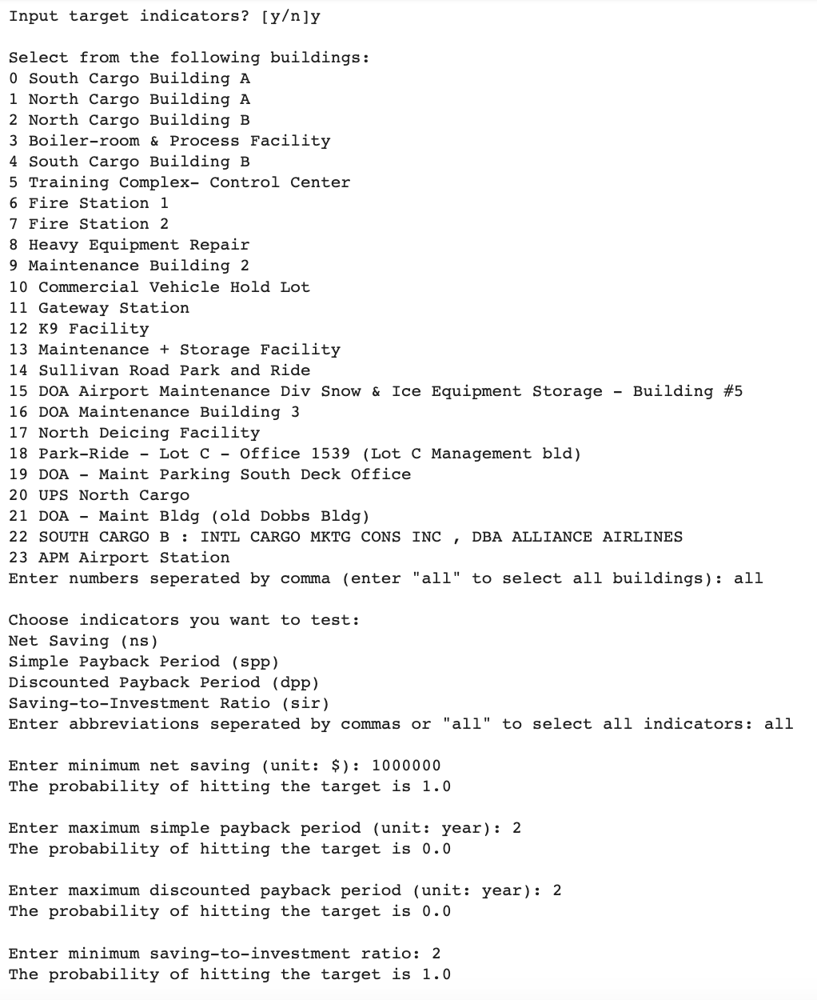 Input target indicators? [y/n]y
Select from the following buildings:
0 South Cargo Building A
1 North Cargo Building A
2 North Cargo Building B
3 Boiler-room & Process Facility
4 South Cargo Building B
5 Training Complex- Control Center
6 Fire Station 1
7 Fire Station 2
8 Heavy Equipment Repair
9 Maintenance Building 2
10 Commercial Vehicle Hold Lot
11 Gateway Station
12 K9 Facility
13 Maintenance + Storage Facility
14 Sullivan Road Park and Ride
15 DOA Airport Maintenance Div Snow & Ice Equipment Storage - Building #5
16 DOA Maintenance Building 3
17 North Deicing Facility
18 Park-Ride - Lot C - Office 1539 (Lot C Management bld)
19 DOA - Maint Parking South Deck Office
20 UPS North Cargo
21 DOA - Maint Bldg (old Dobbs Bldg)
22 SOUTH CARGO B : INTL CARGO MKTG CONS INC , DBA ALLIANCE AIRLINES
23 APM Airport Station
Enter numbers seperated by comma (enter "all" to select all buildings): all
Choose indicators you want to test:
Net Saving (ns)
Simple Payback Period (spp)
Discounted Payback Period (dpp)
Saving-to-Investment Ratio (sir)
Enter abbreviations seperated by commas or "all" to select all indicators: all
Enter minimum net saving (unit: $): 1000000
The probability of hitting the target is 1.0
Enter maximum simple payback period (unit: year): 2
The probability of hitting the target is 0.0
Enter maximum discounted payback period (unit: year): 2
The probability of hitting the target is 0.0
Enter minimum saving-to-investment ratio: 2
The probability of hitting the target is 1.0